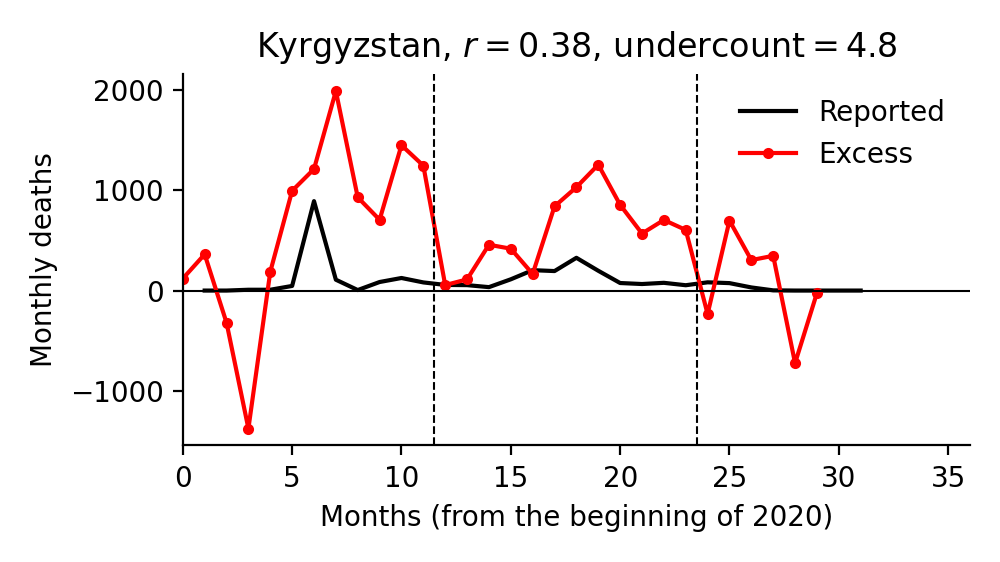 Kyrgyzstan, r = 0.38, undercount = 4.8
Reported
Excess
Monthly deaths
2000
1000
0
−1000
0 5 10 15 20 25 30 35
Months (from the beginning of 2020)